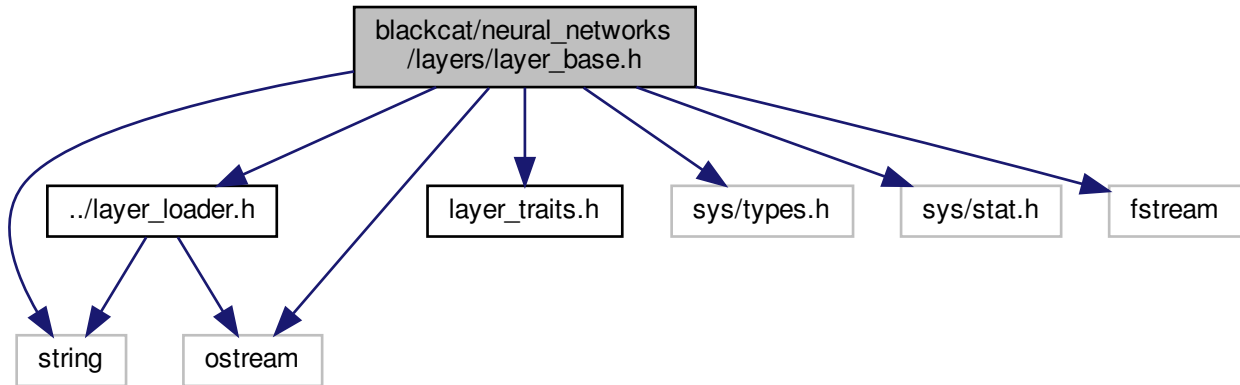 blackcat/neural_networks
/layers/layer_base.h
../layer_loader.h
layer_traits.h
sys/types.h
sys/stat.h
fstream
string
ostream